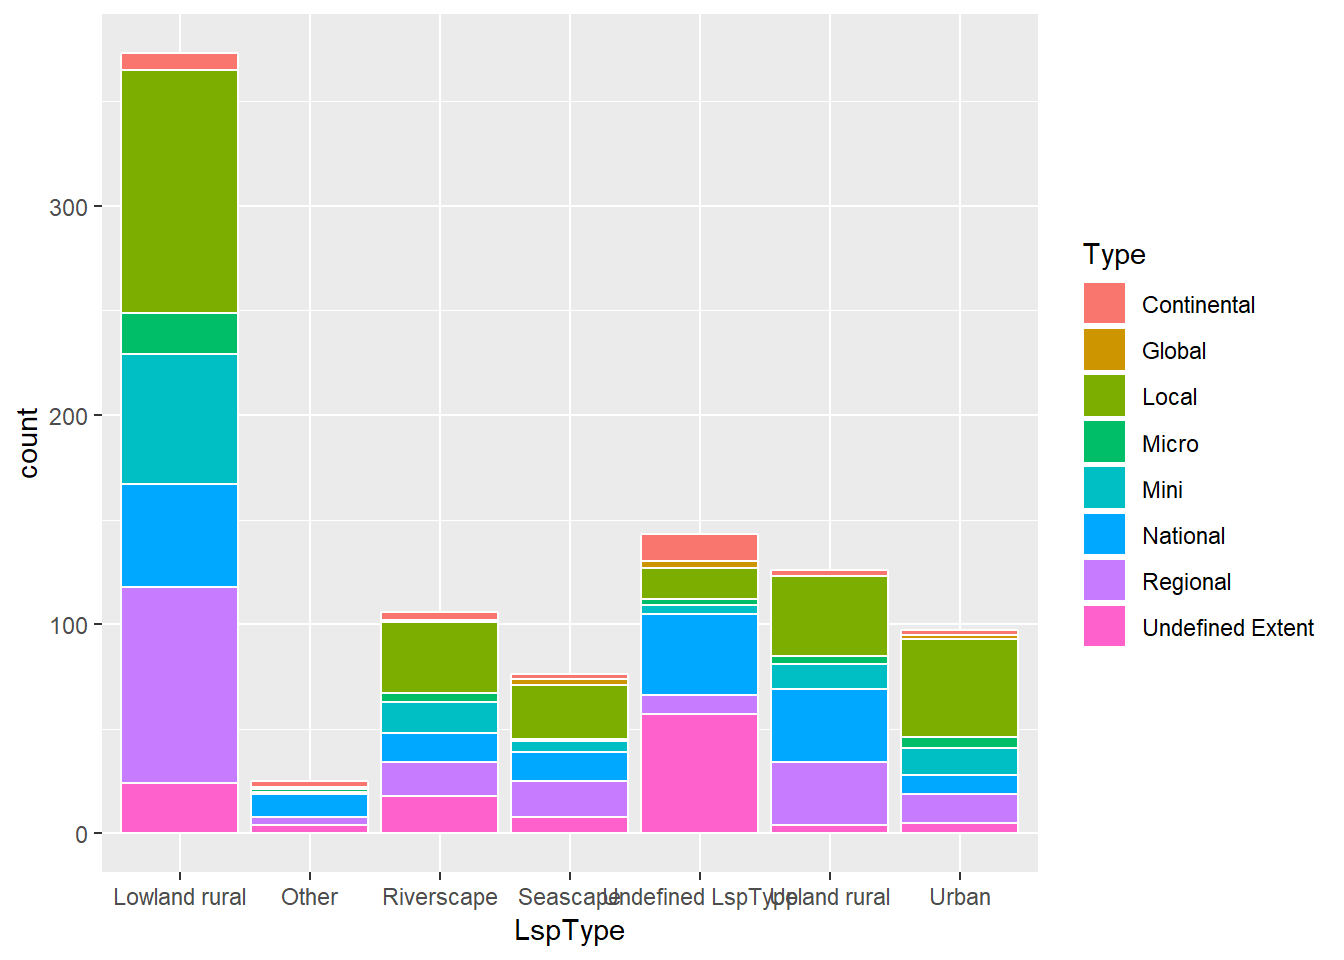 300
200
100
0
count
Lowland rural
Other
Riverscape
Seascape
Undefined LspType
Upland rural
Urban
LspType
Type
Continental
Global
Local
Micro
Mini
National
Regional
Undefined Extent